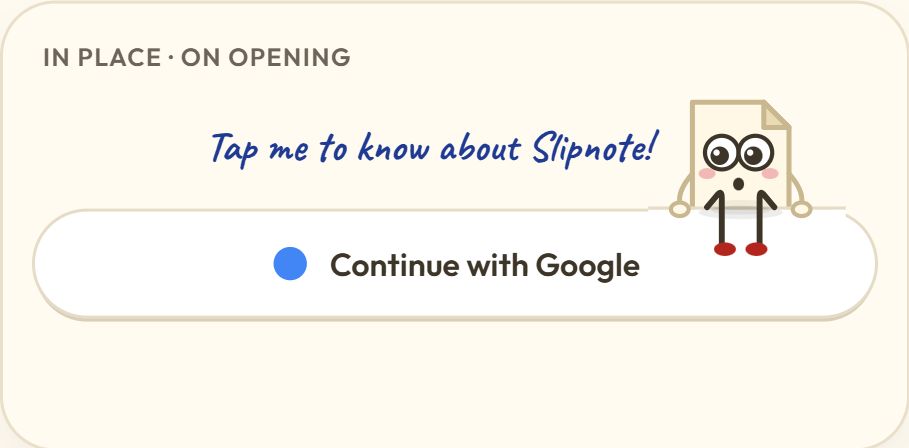 IN PLACE · ON OPENING
Tap me to know about Slipnote!
Continue with Google